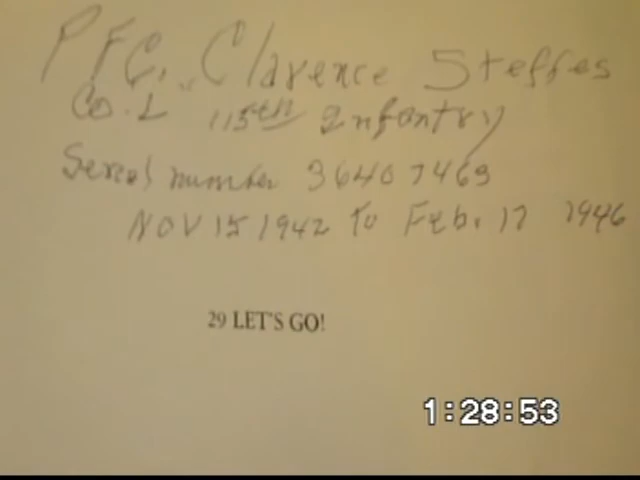 PFC. Clarence Steffes
Co. L 115th Infantry
Serial number 36407463
NOV 15 1942 To Feb. 17 1946
29 LET'S GO!
1:28:53